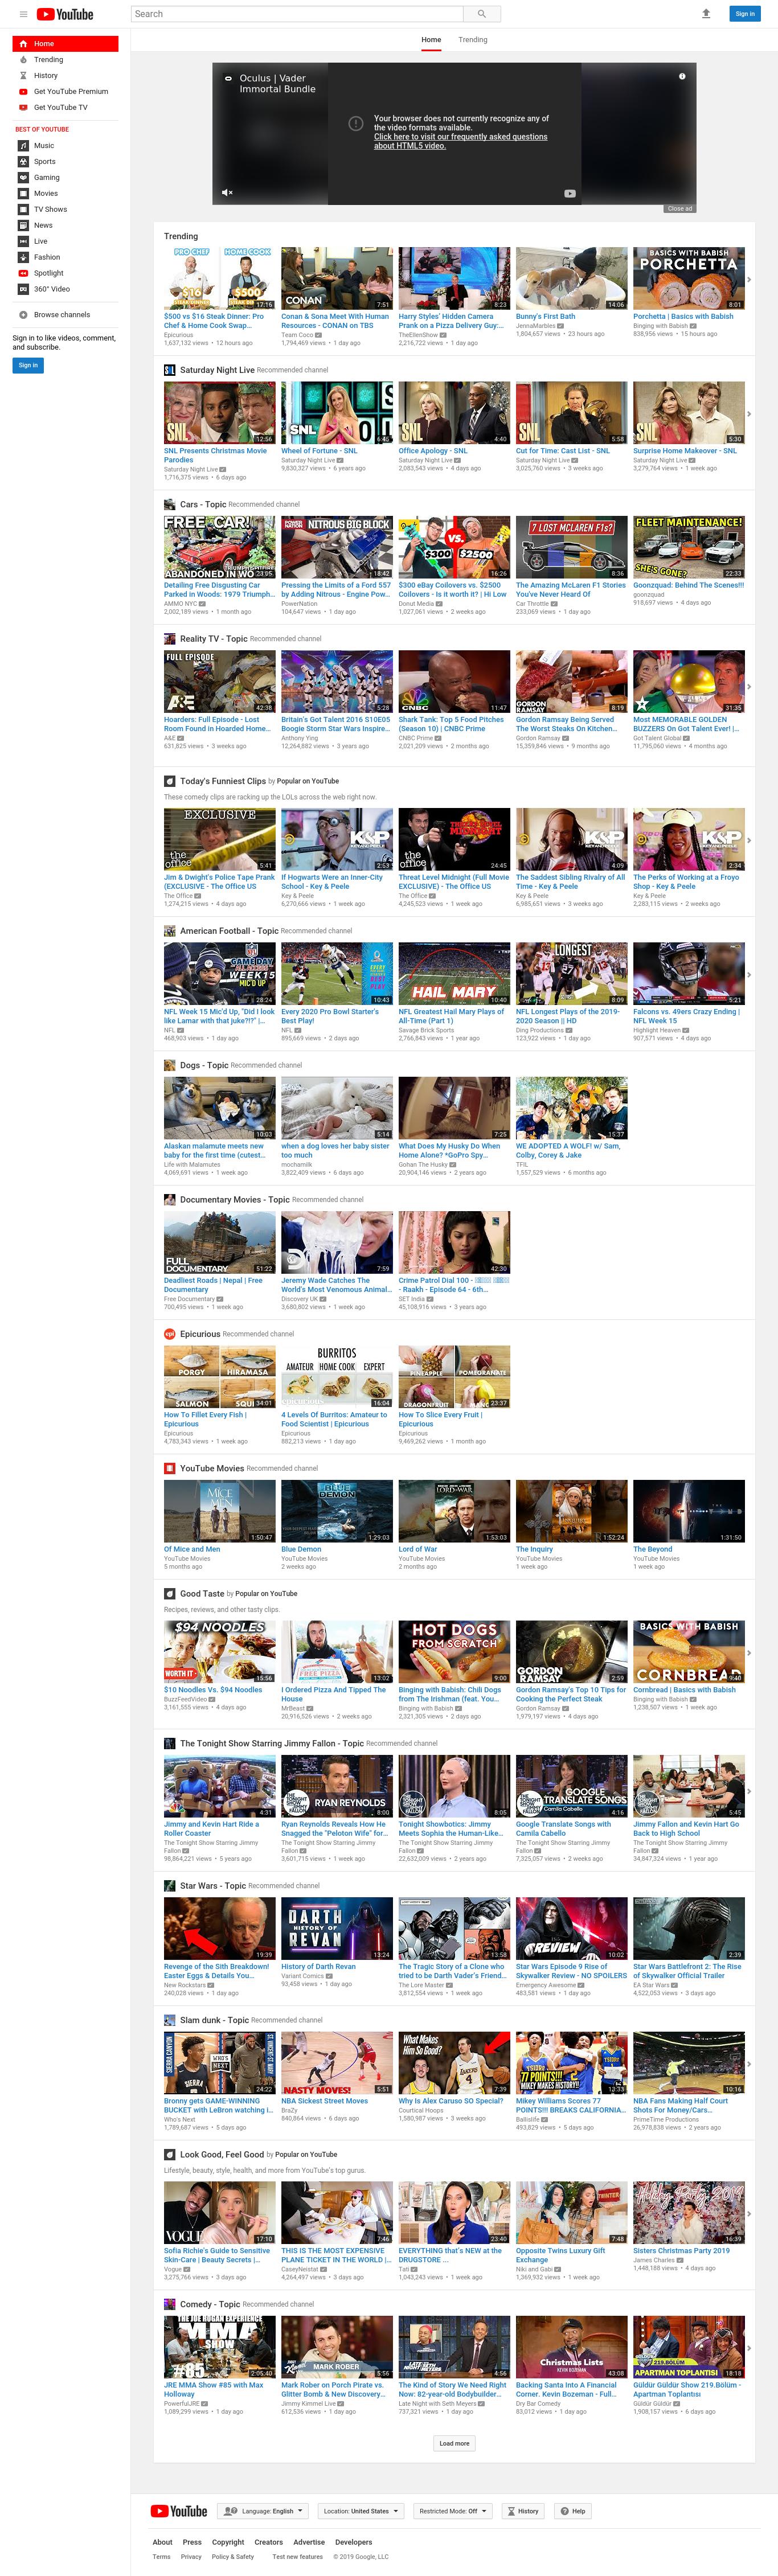 YouTube
Search
Sign in
Home
Trending
Home
Trending
History
Get YouTube Premium
Get YouTube TV
BEST OF YOUTUBE
Music
Sports
Gaming
Movies
TV Shows
News
Live
Fashion
Spotlight
360° Video
Browse channels
Sign in to like videos, comment, and subscribe.
Sign in
Oculus | Vader Immortal Bundle
Your browser does not currently recognize any of the video formats available.
Click here to visit our frequently asked questions about HTML5 video.
Close ad
Trending
$500 vs $16 Steak Dinner: Pro Chef & Home Cook Swap...
Epicurious
1,637,132 views • 12 hours ago
Conan & Sona Meet With Human Resources - CONAN on TBS
Team Coco
1,794,469 views • 1 day ago
Harry Styles' Hidden Camera Prank on a Pizza Delivery Guy:...
TheEllenShow
2,216,722 views • 1 day ago
Bunny's First Bath
JennaMarbles
1,804,657 views • 23 hours ago
Porchetta | Basics with Babish
Binging with Babish
838,956 views • 15 hours ago
Saturday Night Live Recommended channel
SNL Presents Christmas Movie Parodies
Saturday Night Live
1,716,375 views • 6 days ago
Wheel of Fortune - SNL
Saturday Night Live
9,830,327 views • 6 years ago
Office Apology - SNL
Saturday Night Live
2,083,543 views • 4 days ago
Cut for Time: Cast List - SNL
Saturday Night Live
3,025,760 views • 3 weeks ago
Surprise Home Makeover - SNL
Saturday Night Live
3,279,764 views • 1 week ago
Cars - Topic Recommended channel
Detailing Free Disgusting Car Parked in Woods: 1979 Triumph...
AMMO NYC
2,002,189 views • 1 month ago
Pressing the Limits of a Ford 557 by Adding Nitrous - Engine Pow...
PowerNation
104,647 views • 1 day ago
$300 eBay Coilovers vs. $2500 Coilovers - Is it worth it? | Hi Low
Donut Media
1,027,061 views • 2 weeks ago
The Amazing McLaren F1 Stories You've Never Heard Of
Car Throttle
233,069 views • 1 day ago
Goonzquad: Behind The Scenes!!!
goonzquad
918,697 views • 4 days ago
Reality TV - Topic Recommended channel
Hoarders: Full Episode - Lost Room Found in Hoarded Home...
A&E
631,825 views • 3 weeks ago
Britain's Got Talent 2016 S10E05 Boogie Storm Star Wars Inspire...
Anthony Ying
12,264,882 views • 3 years ago
Shark Tank: Top 5 Food Pitches (Season 10) | CNBC Prime
CNBC Prime
2,021,209 views • 2 months ago
Gordon Ramsay Being Served The Worst Steaks On Kitchen...
Gordon Ramsay
15,359,846 views • 9 months ago
Most MEMORABLE GOLDEN BUZZERS On Got Talent Ever! |...
Got Talent Global
11,795,060 views • 4 months ago
Today's Funniest Clips by Popular on YouTube
These comedy clips are racking up the LOLs across the web right now.
Jim & Dwight's Police Tape Prank (EXCLUSIVE - The Office US
The Office
1,274,215 views • 4 days ago
If Hogwarts Were an Inner-City School - Key & Peele
Key & Peele
6,270,666 views • 1 week ago
Threat Level Midnight (Full Movie EXCLUSIVE) - The Office US
The Office
4,245,523 views • 1 week ago
The Saddest Sibling Rivalry of All Time - Key & Peele
Key & Peele
6,985,651 views • 3 weeks ago
The Perks of Working at a Froyo Shop - Key & Peele
Key & Peele
2,283,115 views • 2 weeks ago
American Football - Topic Recommended channel
NFL Week 15 Mic'd Up, "Did I look like Lamar with that juke?!?" |...
NFL
468,903 views • 1 day ago
Every 2020 Pro Bowl Starter's Best Play!
NFL
895,669 views • 2 days ago
NFL Greatest Hail Mary Plays of All-Time (Part 1)
Savage Brick Sports
2,766,843 views • 1 year ago
NFL Longest Plays of the 2019-2020 Season || HD
Ding Productions
123,922 views • 1 day ago
Falcons vs. 49ers Crazy Ending | NFL Week 15
Highlight Heaven
907,571 views • 4 days ago
Dogs - Topic Recommended channel
Alaskan malamute meets new baby for the first time (cutest...
Life with Malamutes
4,069,691 views • 1 week ago
when a dog loves her baby sister too much
mochamilk
3,822,409 views • 6 days ago
What Does My Husky Do When Home Alone? *GoPro Spy...
Gohan The Husky
20,904,146 views • 2 years ago
WE ADOPTED A WOLF! w/ Sam, Colby, Corey & Jake
TFIL
1,557,529 views • 6 months ago
Documentary Movies - Topic Recommended channel
Deadliest Roads | Nepal | Free Documentary
Free Documentary
700,495 views • 1 week ago
Jeremy Wade Catches The World's Most Venomous Animal...
Discovery UK
3,680,802 views • 1 week ago
Crime Patrol Dial 100 - - Raakh - Episode 64 - 6th...
SET India
45,108,916 views • 3 years ago
Epicurious Recommended channel
How To Fillet Every Fish | Epicurious
Epicurious
4,783,343 views • 1 week ago
4 Levels Of Burritos: Amateur to Food Scientist | Epicurious
Epicurious
882,213 views • 1 day ago
How To Slice Every Fruit | Epicurious
Epicurious
9,469,262 views • 1 month ago
YouTube Movies Recommended channel
Of Mice and Men
YouTube Movies
5 months ago
Blue Demon
YouTube Movies
2 weeks ago
Lord of War
YouTube Movies
2 months ago
The Inquiry
YouTube Movies
1 week ago
The Beyond
YouTube Movies
1 week ago
Good Taste by Popular on YouTube
Recipes, reviews, and other tasty clips.
$10 Noodles Vs. $94 Noodles
BuzzFeedVideo
3,161,555 views • 4 days ago
I Ordered Pizza And Tipped The House
MrBeast
20,916,526 views • 2 weeks ago
Binging with Babish: Chili Dogs from The Irishman (feat. You...
Binging with Babish
2,321,305 views • 2 days ago
Gordon Ramsay's Top 10 Tips for Cooking the Perfect Steak
Gordon Ramsay
1,979,197 views • 4 days ago
Cornbread | Basics with Babish
Binging with Babish
1,238,507 views • 1 week ago
The Tonight Show Starring Jimmy Fallon - Topic Recommended channel
Jimmy and Kevin Hart Ride a Roller Coaster
The Tonight Show Starring Jimmy Fallon
98,864,221 views • 5 years ago
Ryan Reynolds Reveals How He Snagged the "Peloton Wife" for...
The Tonight Show Starring Jimmy Fallon
3,601,715 views • 1 week ago
Tonight Showbotics: Jimmy Meets Sophia the Human-Like...
The Tonight Show Starring Jimmy Fallon
22,632,009 views • 2 years ago
Google Translate Songs with Camila Cabello
The Tonight Show Starring Jimmy Fallon
7,325,057 views • 2 weeks ago
Jimmy Fallon and Kevin Hart Go Back to High School
The Tonight Show Starring Jimmy Fallon
34,847,324 views • 1 year ago
Star Wars - Topic Recommended channel
Revenge of the Sith Breakdown! Easter Eggs & Details You...
New Rockstars
240,028 views • 1 day ago
History of Darth Revan
Variant Comics
93,458 views • 1 day ago
The Tragic Story of a Clone who tried to be Darth Vader's Friend...
The Lore Master
3,812,554 views • 1 week ago
Star Wars Episode 9 Rise of Skywalker Review - NO SPOILERS
Emergency Awesome
483,581 views • 1 day ago
Star Wars Battlefront 2: The Rise of Skywalker Official Trailer
EA Star Wars
4,522,053 views • 3 days ago
Slam dunk - Topic Recommended channel
Bronny gets GAME-WINNING BUCKET with LeBron watching i...
Who's Next
1,789,687 views • 5 days ago
NBA Sickest Street Moves
BraZy
840,864 views • 6 days ago
Why Is Alex Caruso SO Special?
Courtical Hoops
1,580,987 views • 3 weeks ago
Mikey Williams Scores 77 POINTS!!! BREAKS CALIFORNIA...
Ballislife
493,829 views • 5 days ago
NBA Fans Making Half Court Shots For Money/Cars...
PrimeTime Productions
26,978,838 views • 2 years ago
Look Good, Feel Good by Popular on YouTube
Lifestyle, beauty, style, health, and more from YouTube's top gurus.
Sofia Richie's Guide to Sensitive Skin-Care | Beauty Secrets |...
Vogue
3,275,766 views • 3 days ago
THIS IS THE MOST EXPENSIVE PLANE TICKET IN THE WORLD |...
CaseyNeistat
4,264,497 views • 3 days ago
EVERYTHING that's NEW at the DRUGSTORE ...
Tati
1,043,243 views • 1 week ago
Opposite Twins Luxury Gift Exchange
Niki and Gabi
1,369,932 views • 1 week ago
Sisters Christmas Party 2019
James Charles
1,448,188 views • 4 days ago
Comedy - Topic Recommended channel
JRE MMA Show #85 with Max Holloway
PowerfulJRE
1,089,299 views • 1 day ago
Mark Rober on Porch Pirate vs. Glitter Bomb & New Discovery...
Jimmy Kimmel Live
612,536 views • 1 day ago
The Kind of Story We Need Right Now: 82-year-old Bodybuilder...
Late Night with Seth Meyers
737,321 views • 1 day ago
Backing Santa Into A Financial Corner. Kevin Bozeman - Full...
Dry Bar Comedy
83,012 views • 1 day ago
Güldür Güldür Show 219.Bölüm - Apartman Toplantısı
Güldür Güldür
1,908,157 views • 6 days ago
Load more
YouTube
Language: English
Location: United States
Restricted Mode: Off
History
Help
About Press Copyright Creators Advertise Developers
Terms Privacy Policy & Safety Test new features © 2019 Google, LLC